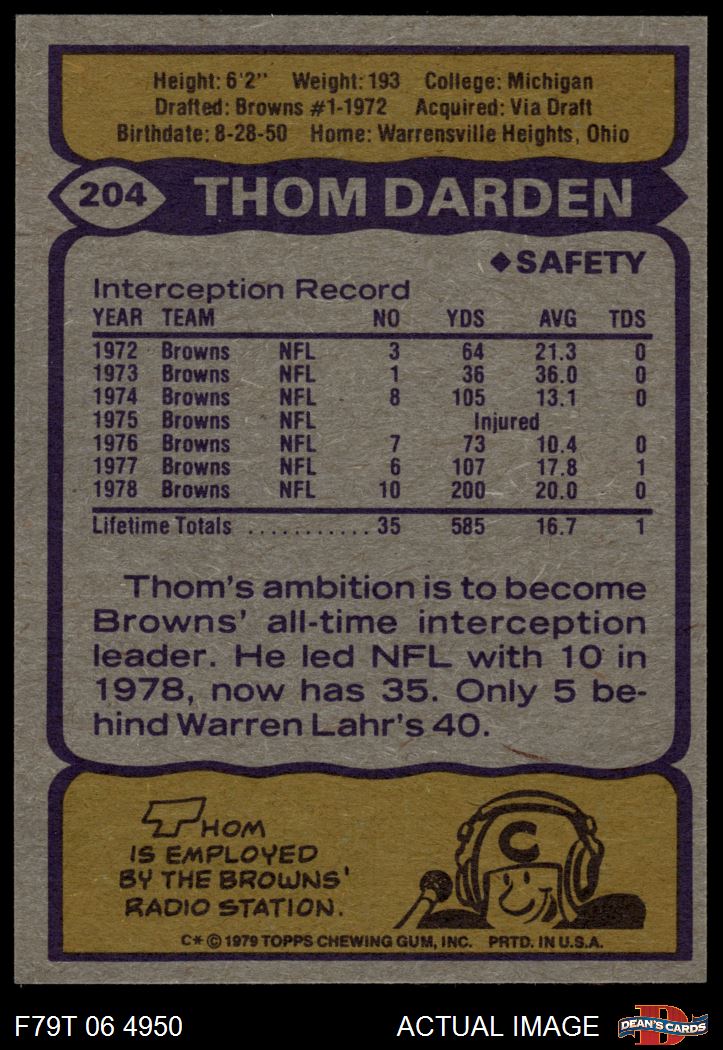 Height: 6'2" Weight: 193 College: Michigan
Drafted: Browns #1-1972 Acquired: Via Draft
Birthdate: 8-28-50 Home: Warrensville Heights, Ohio
204 THOM DARDEN
◆SAFETY
Interception Record
YEAR TEAM NO YDS AVG TDS
1972 Browns NFL 3 64 21.3 0
1973 Browns NFL 1 36 36.0 0
1974 Browns NFL 8 105 13.1 0
1975 Browns NFL Injured
1976 Browns NFL 7 73 10.4 0
1977 Browns NFL 6 107 17.8 1
1978 Browns NFL 10 200 20.0 0
Lifetime Totals ........... 35 585 16.7 1
Thom's ambition is to become
Browns' all-time interception
leader. He led NFL with 10 in
1978, now has 35. Only 5 be-
hind Warren Lahr's 40.
THOM
IS EMPLOYED
BY THE BROWNS'
RADIO STATION.
C
C* © 1979 TOPPS CHEWING GUM, INC. PRTD. IN U.S.A.
F79T 06 4950 ACTUAL IMAGE D DEAN'S CARDS